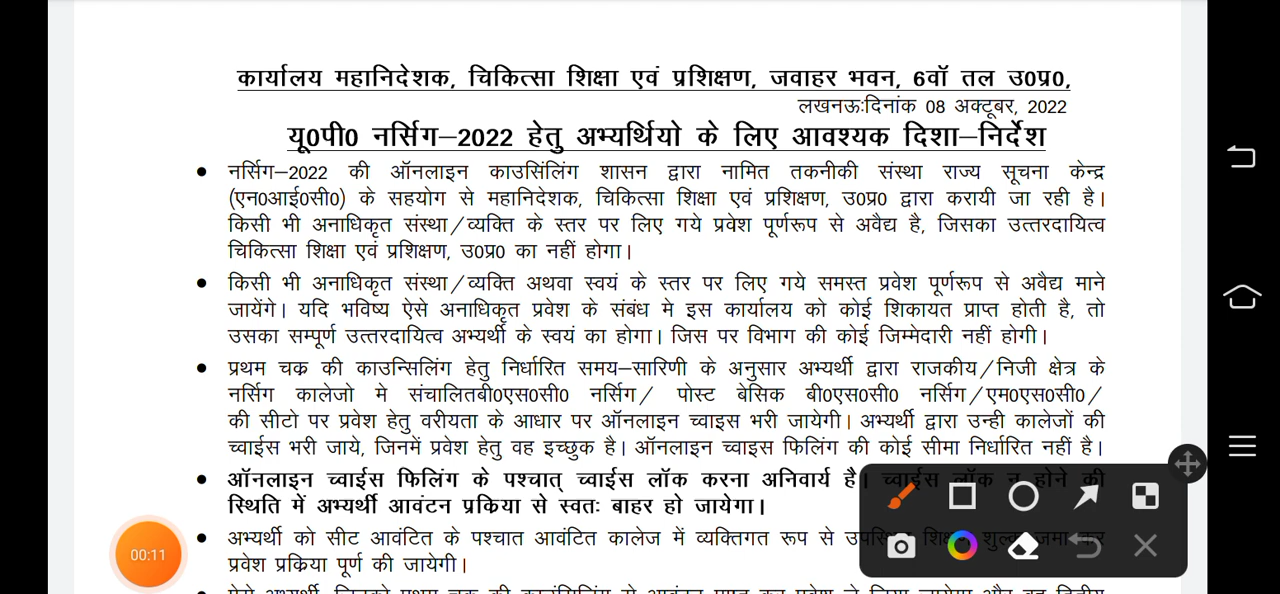 कार्यालय महानिदेशक, चिकित्सा शिक्षा एवं प्रशिक्षण, जवाहर भवन, 6वॉ तल उ0प्र0,
लखनऊःदिनांक 08 अक्टूबर, 2022
यू0पी0 नर्सिग–2022 हेतु अभ्यर्थियो के लिए आवश्यक दिशा–निर्देश
● नर्सिग–2022 की ऑनलाइन काउसिंलिंग शासन द्वारा नामित तकनीकी संस्था राज्य सूचना केन्द्र
(एन0आई0सी0) के सहयोग से महानिदेशक, चिकित्सा शिक्षा एवं प्रशिक्षण, उ0प्र0 द्वारा करायी जा रही है।
किसी भी अनाधिकृत संस्था/व्यक्ति के स्तर पर लिए गये प्रवेश पूर्णरूप से अवैद्य है, जिसका उत्तरदायित्व
चिकित्सा शिक्षा एवं प्रशिक्षण, उ0प्र0 का नहीं होगा।
● किसी भी अनाधिकृत संस्था/व्यक्ति अथवा स्वयं के स्तर पर लिए गये समस्त प्रवेश पूर्णरूप से अवैद्य माने
जायेंगे। यदि भविष्य ऐसे अनाधिकृत प्रवेश के संबंध मे इस कार्यालय को कोई शिकायत प्राप्त होती है, तो
उसका सम्पूर्ण उत्तरदायित्व अभ्यर्थी के स्वयं का होगा। जिस पर विभाग की कोई जिम्मेदारी नहीं होगी।
● प्रथम चक्र की काउन्सिलिंग हेतु निर्धारित समय–सारिणी के अनुसार अभ्यर्थी द्वारा राजकीय/निजी क्षेत्र के
नर्सिग कालेजो मे संचालितबी0एस0सी0 नर्सिग/ पोस्ट बेसिक बी0एस0सी0 नर्सिग/एम0एस0सी0/
की सीटो पर प्रवेश हेतु वरीयता के आधार पर ऑनलाइन च्वाइस भरी जायेगी। अभ्यर्थी द्वारा उन्ही कालेजों की
च्वाईस भरी जाये, जिनमें प्रवेश हेतु वह इच्छुक है। ऑनलाइन च्वाइस फिलिंग की कोई सीमा निर्धारित नहीं है।
● ऑनलाइन च्वाईस फिलिंग के पश्चात् च्वाईस लॉक करना अनिवार्य है। च्वाईस लॉक न होने की
स्थिति में अभ्यर्थी आवंटन प्रक्रिया से स्वतः बाहर हो जायेगा।
● अभ्यर्थी को सीट आवंटित के पश्चात आवंटित कालेज में व्यक्तिगत रूप से शुल्क जमा कर
प्रवेश प्रक्रिया पूर्ण की जायेगी।
00:11